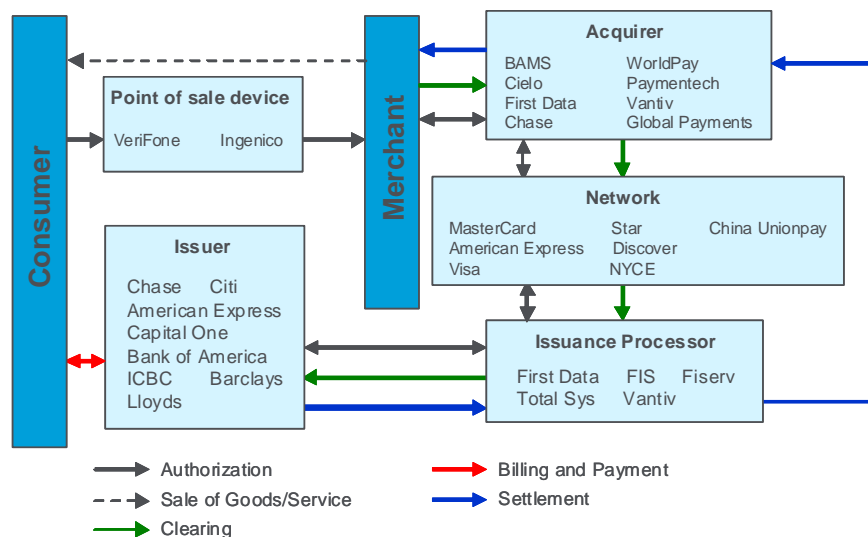 Consumer
Point of sale device
VeriFone Ingenico
Merchant
Acquirer
BAMS WorldPay
Cielo Paymentech
First Data Vantiv
Chase Global Payments
Network
MasterCard Star China Unionpay
American Express Discover
Visa NYCE
Issuer
Chase Citi
American Express
Capital One
Bank of America
ICBC Barclays
Lloyds
Issuance Processor
First Data FIS Fiserv
Total Sys Vantiv
Authorization
Sale of Goods/Service
Clearing
Billing and Payment
Settlement